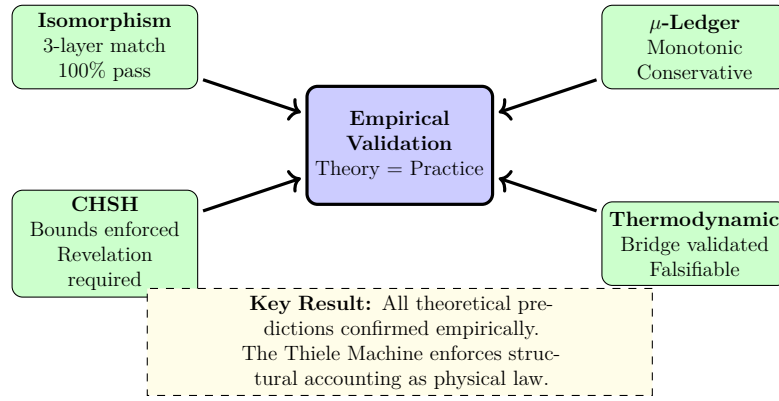 Isomorphism
3-layer match
100% pass
μ-Ledger
Monotonic
Conservative
Empirical
Validation
Theory = Practice
CHSH
Bounds enforced
Revelation
required
Thermodynamic
Bridge validated
Falsifiable
Key Result: All theoretical pre-
dictions confirmed empirically.
The Thiele Machine enforces struc-
tural accounting as physical law.